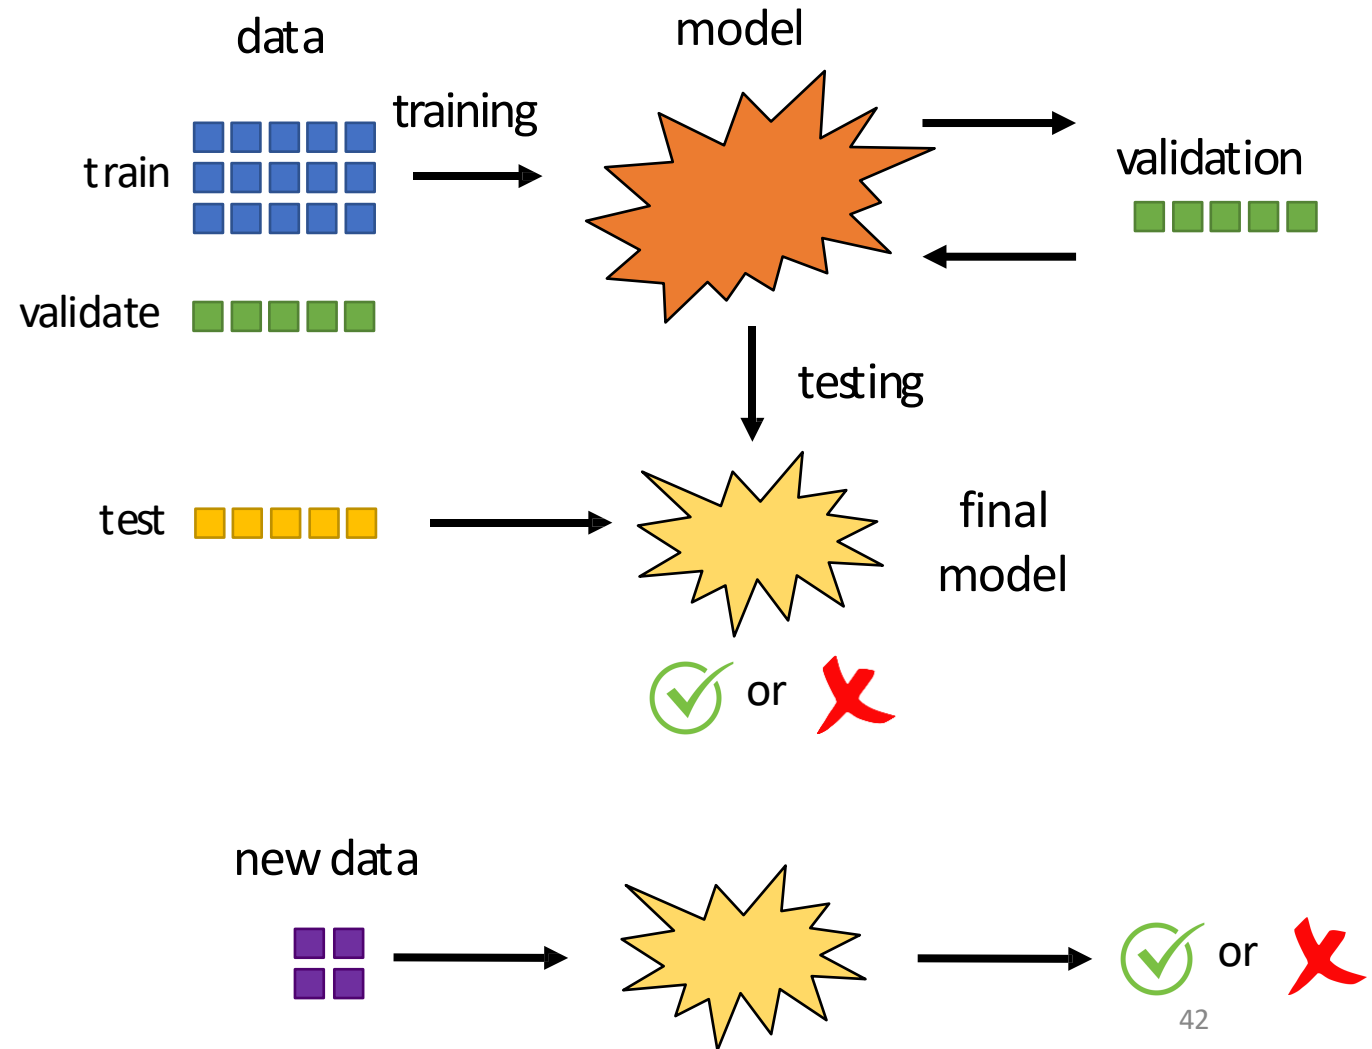 data
model
training
train
validation
validate
testing
test
final
model
or
new data
or
42